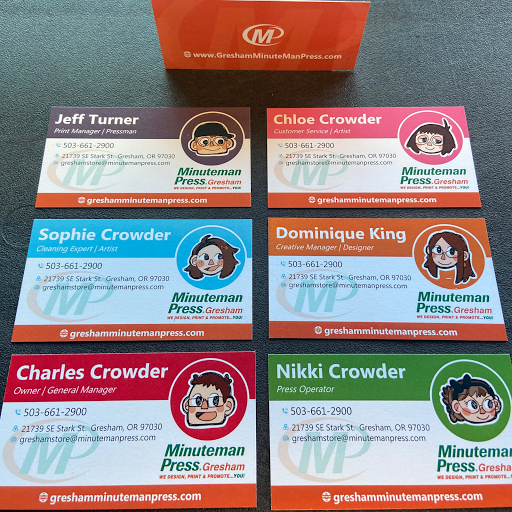 MP
www.GreshamMinuteManPress.com
Jeff Turner
Print Manager | Pressman
503-661-2900
21739 SE Stark St. Gresham, OR 97030
greshamstore@minutemanpress.com
MP
Minuteman
Press.Gresham
WE DESIGN, PRINT & PROMOTE...YOU!
greshamminutemanpress.com
Chloe Crowder
Customer Service | Artist
503-661-2900
21739 SE Stark St. Gresham, OR 97030
greshamstore@minutemanpress.com
MP
Minuteman
Press.Gresham
WE DESIGN, PRINT & PROMOTE...YOU!
greshamminutemanpress.com
Sophie Crowder
Cleaning Expert | Artist
503-661-2900
21739 SE Stark St. Gresham, OR 97030
greshamstore@minutemanpress.com
MP
Minuteman
Press.Gresham
WE DESIGN, PRINT & PROMOTE...YOU!
greshamminutemanpress.com
Dominique King
Creative Manager | Designer
503-661-2900
21739 SE Stark St. Gresham, OR 97030
greshamstore@minutemanpress.com
MP
Minuteman
Press.Gresham
WE DESIGN, PRINT & PROMOTE...YOU!
greshamminutemanpress.com
Charles Crowder
Owner | General Manager
503-661-2900
21739 SE Stark St. Gresham, OR 97030
greshamstore@minutemanpress.com
MP
Minuteman
Press.Gresham
WE DESIGN, PRINT & PROMOTE...YOU!
greshamminutemanpress.com
Nikki Crowder
Press Operator
503-661-2900
21739 SE Stark St. Gresham, OR 97030
greshamstore@minutemanpress.com
MP
Minuteman
Press.Gresha
WE DESIGN, PRINT & PROMOTE...YOU!
greshamminutemanpress.com